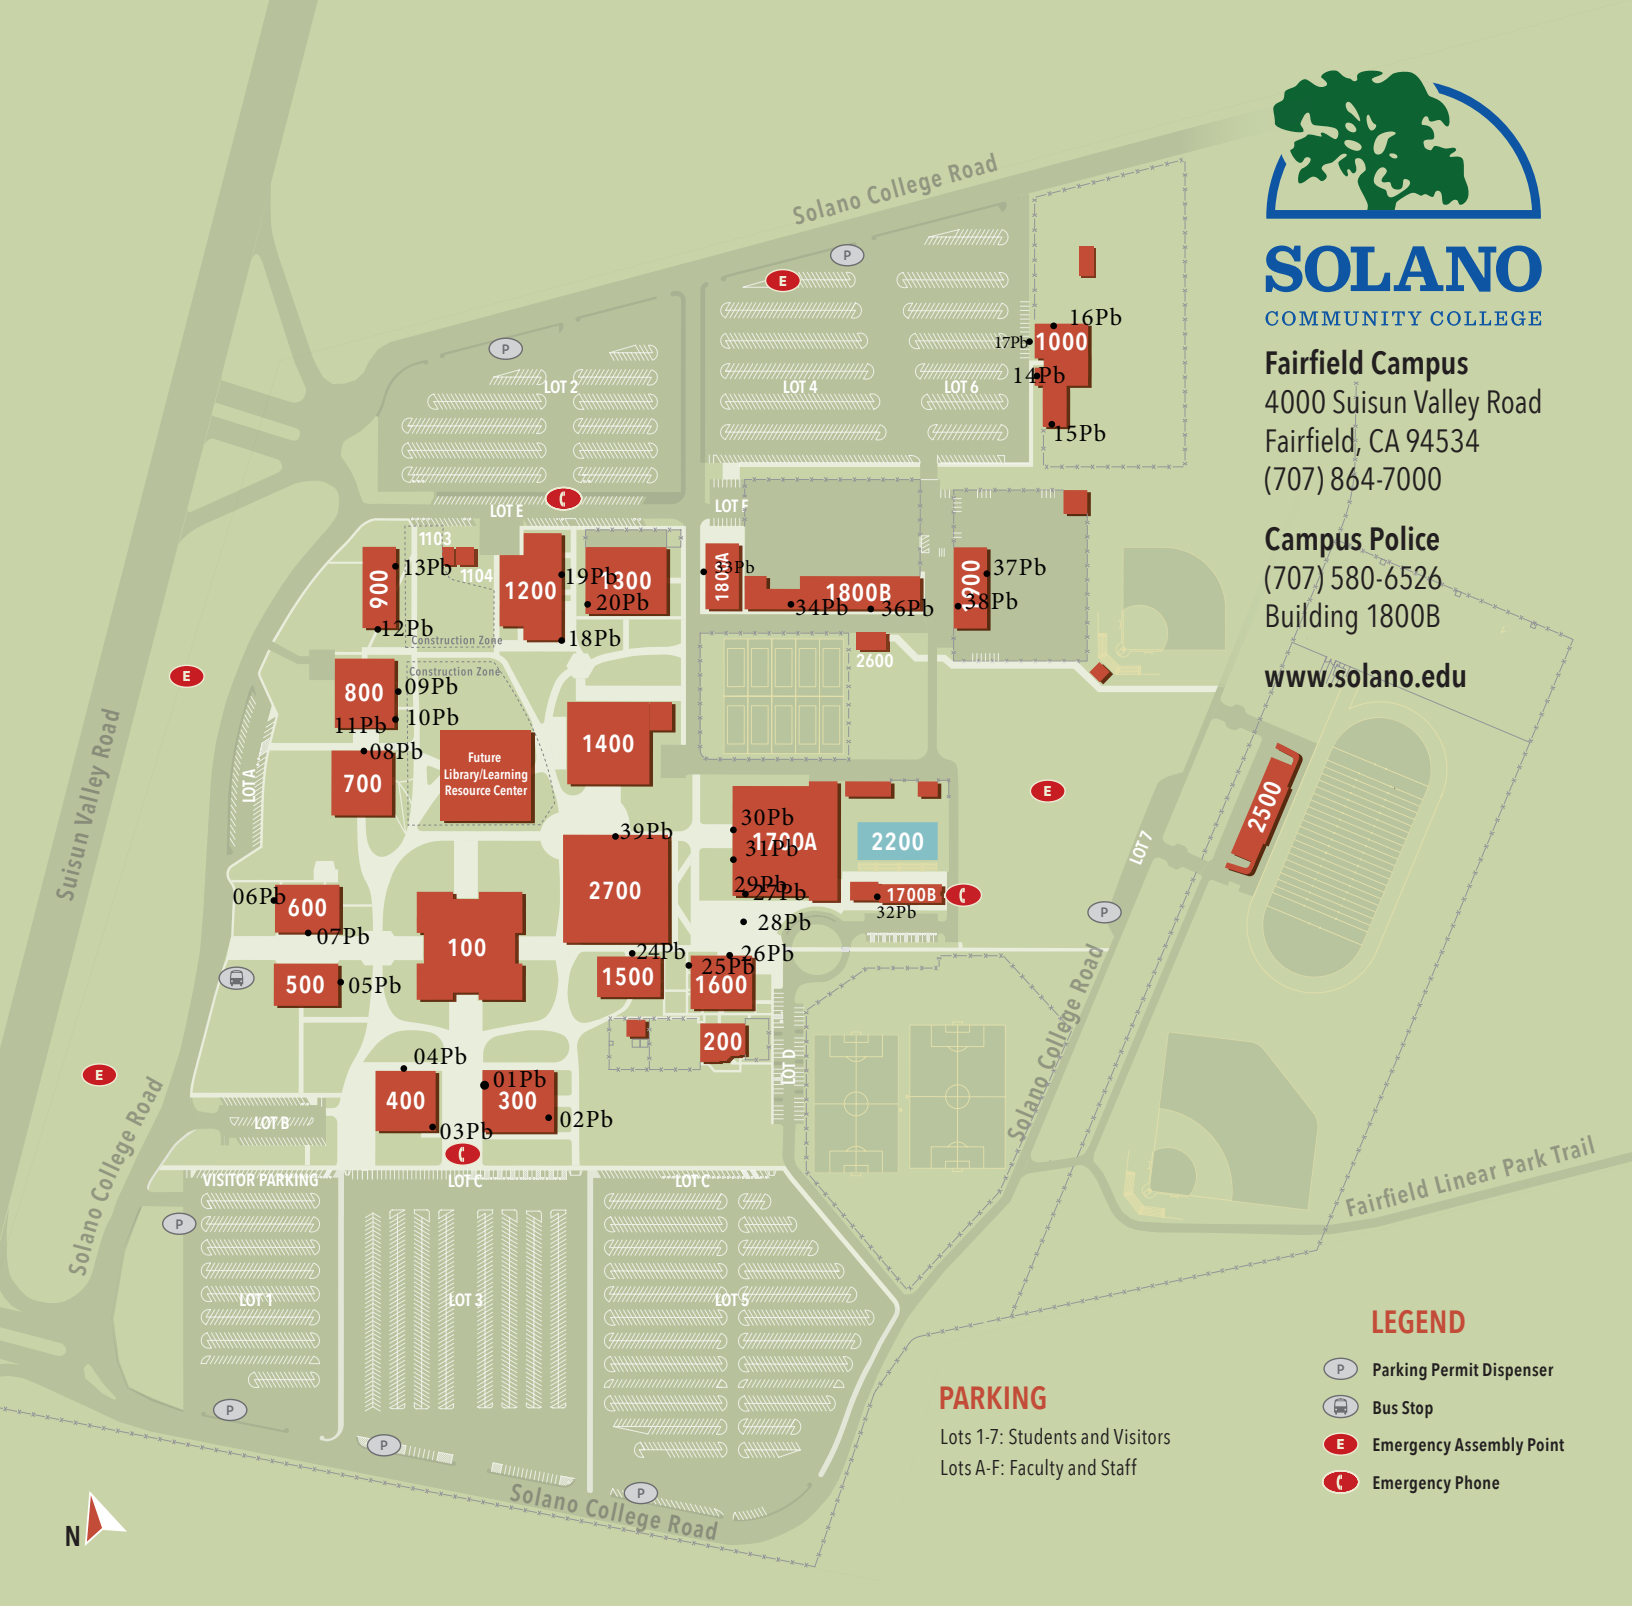 SOLANO
COMMUNITY COLLEGE
Fairfield Campus
4000 Suisun Valley Road
Fairfield, CA 94534
(707) 864-7000
Campus Police
(707) 580-6526
Building 1800B
www.solano.edu
Solano College Road
P
E
P
LOT 2
LOT 4
LOT 6
16Pb
17Pb
1000
14Pb
15Pb
LOT E
LOT F
1103
1104
13Pb
900
12Pb
1200
19Pb
1300
20Pb
18Pb
Construction Zone
Construction Zone
1800A
33Pb
1800B
34Pb
36Pb
1900
37Pb
38Pb
2600
E
800
09Pb
10Pb
11Pb
08Pb
700
Future
Library/Learning
Resource Center
1400
LOT A
Suisun Valley Road
39Pb
2700
30Pb
1700A
31Pb
29Pb
27Pb
28Pb
2200
1700B
32Pb
E
2500
LOT 7
P
06Pb
600
07Pb
100
500
05Pb
24Pb
1500
26Pb
25Pb
1600
200
LOT D
Solano College Road
E
Solano College Road
04Pb
400
03Pb
01Pb
300
02Pb
LOT B
VISITOR PARKING
LOT C
LOT C
Fairfield Linear Park Trail
P
LOT 1
LOT 3
LOT 5
P
P
P
Solano College Road
N
PARKING
Lots 1-7: Students and Visitors
Lots A-F: Faculty and Staff
LEGEND
P Parking Permit Dispenser
Bus Stop
E Emergency Assembly Point
Emergency Phone